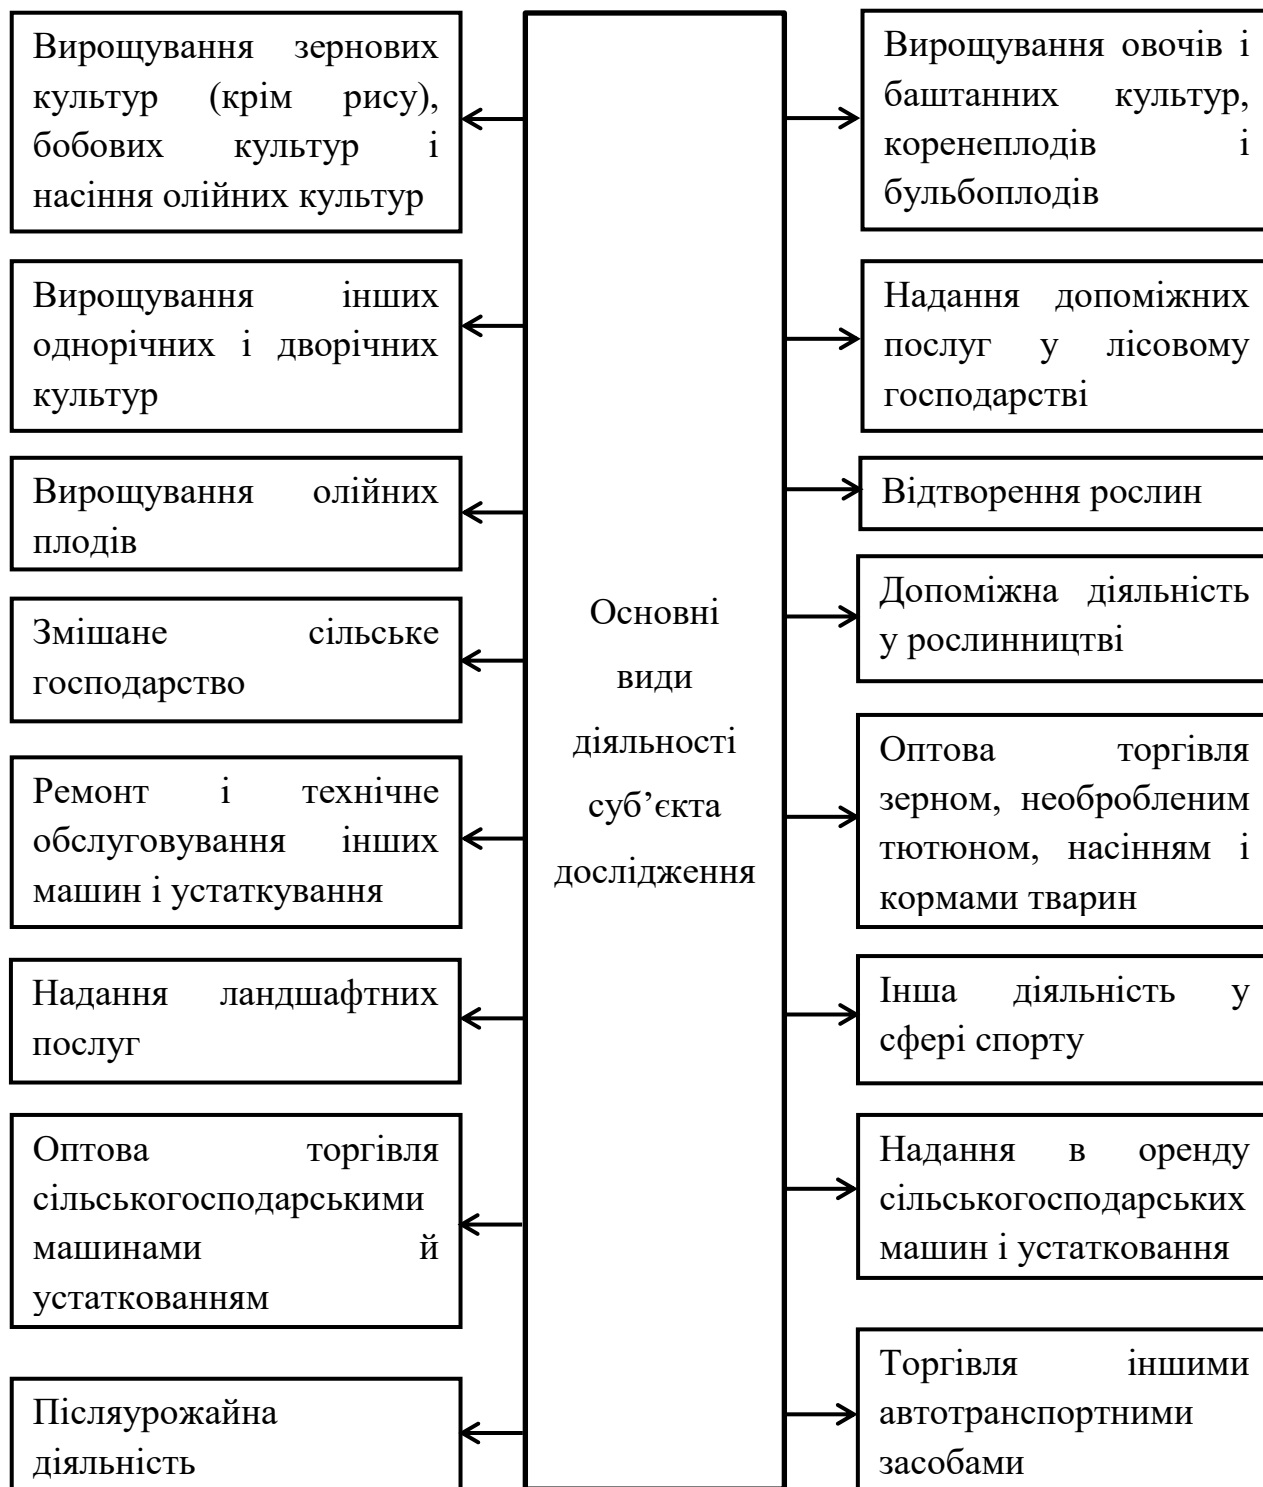 Вирощування зернових
культур (крім рису),
бобових культур і
насіння олійних культур
Вирощування інших
однорічних і дворічних
культур
Вирощування олійних
плодів
Змішане сільське
господарство
Ремонт і технічне
обслуговування інших
машин і устаткування
Надання ландшафтних
послуг
Оптова торгівля
сільськогосподарськими
машинами й
устаткованням
Післяурожайна
діяльність
Основні
види
діяльності
суб’єкта
дослідження
Вирощування овочів і
баштанних культур,
коренеплодів і
бульбоплодів
Надання допоміжних
послуг у лісовому
господарстві
Відтворення рослин
Допоміжна діяльність
у рослинництві
Оптова торгівля
зерном, необробленим
тютюном, насінням і
кормами тварин
Інша діяльність у
сфері спорту
Надання в оренду
сільськогосподарських
машин і устатковання
Торгівля іншими
автотранспортними
засобами